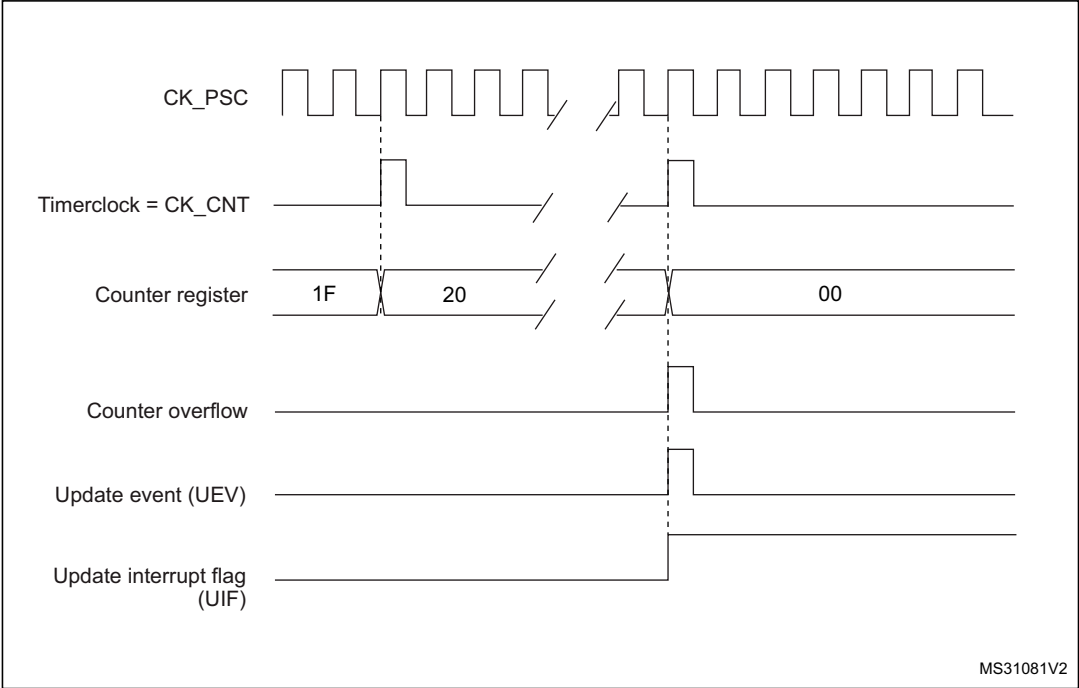 CK_PSC
Timerclock = CK_CNT
Counter register
1F
20
00
Counter overflow
Update event (UEV)
Update interrupt flag
(UIF)
MS31081V2